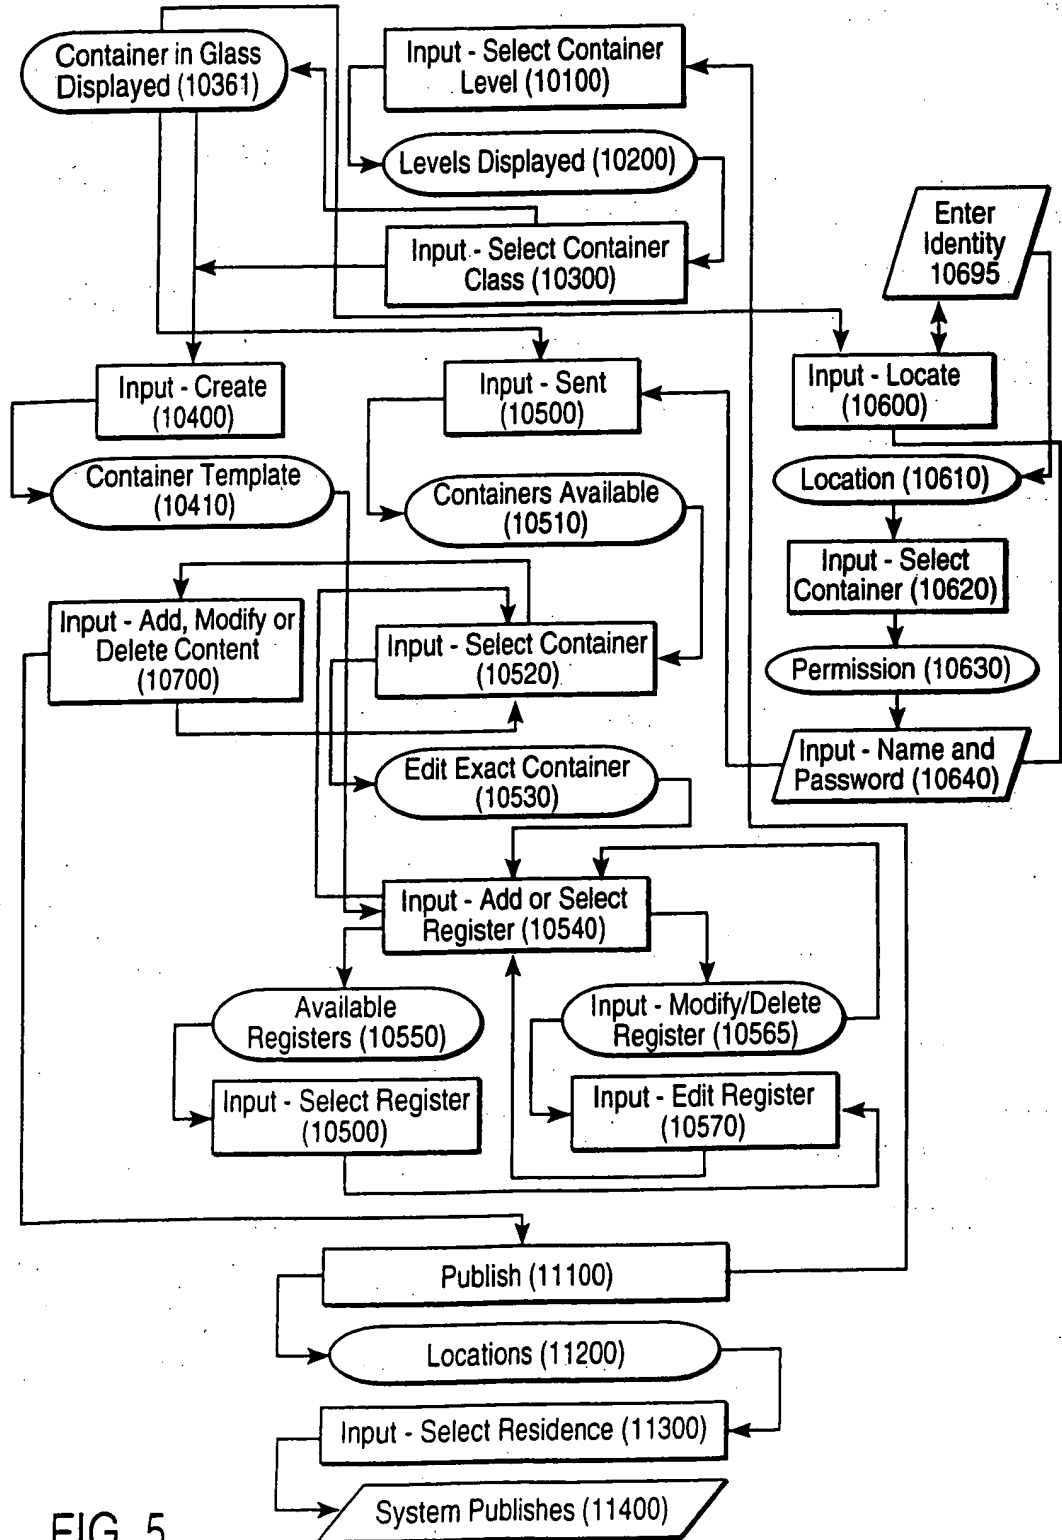 Container in Glass
Displayed (10361)
Input - Select Container
Level (10100)
Levels Displayed (10200)
Input - Select Container
Class (10300)
Enter
Identity
10695
Input - Create
(10400)
Input - Sent
(10500)
Input - Locate
(10600)
Container Template
(10410)
Containers Available
(10510)
Location (10610)
Input - Select
Container (10620)
Input - Add, Modify or
Delete Content
(10700)
Input - Select Container
(10520)
Permission (10630)
Edit Exact Container
(10530)
Input - Name and
Password (10640)
Input - Add or Select
Register (10540)
Available
Registers (10550)
Input - Modify/Delete
Register (10565)
Input - Select Register
(10500)
Input - Edit Register
(10570)
Publish (11100)
Locations (11200)
Input - Select Residence (11300)
System Publishes (11400)
FIG. 5